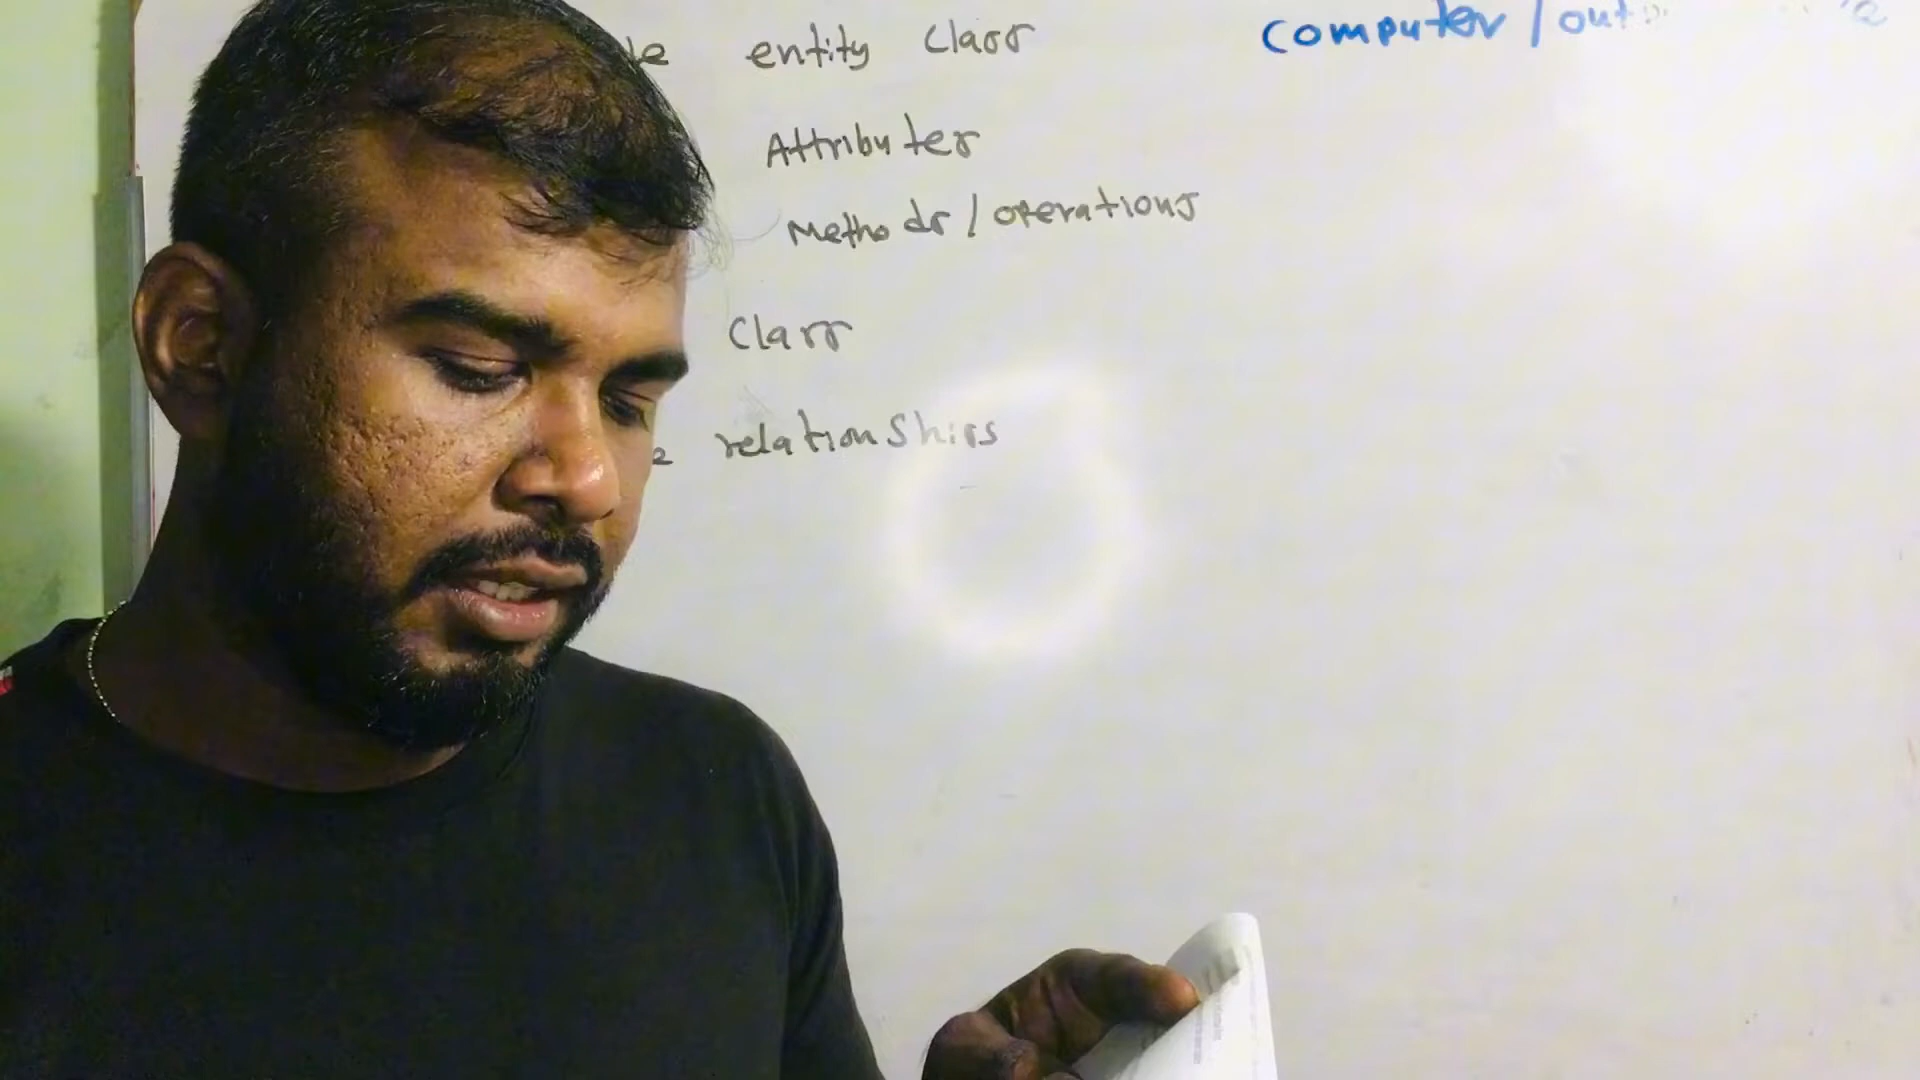 entity Class
Computer / out
Attributes
Methods / operations
Class
relationships